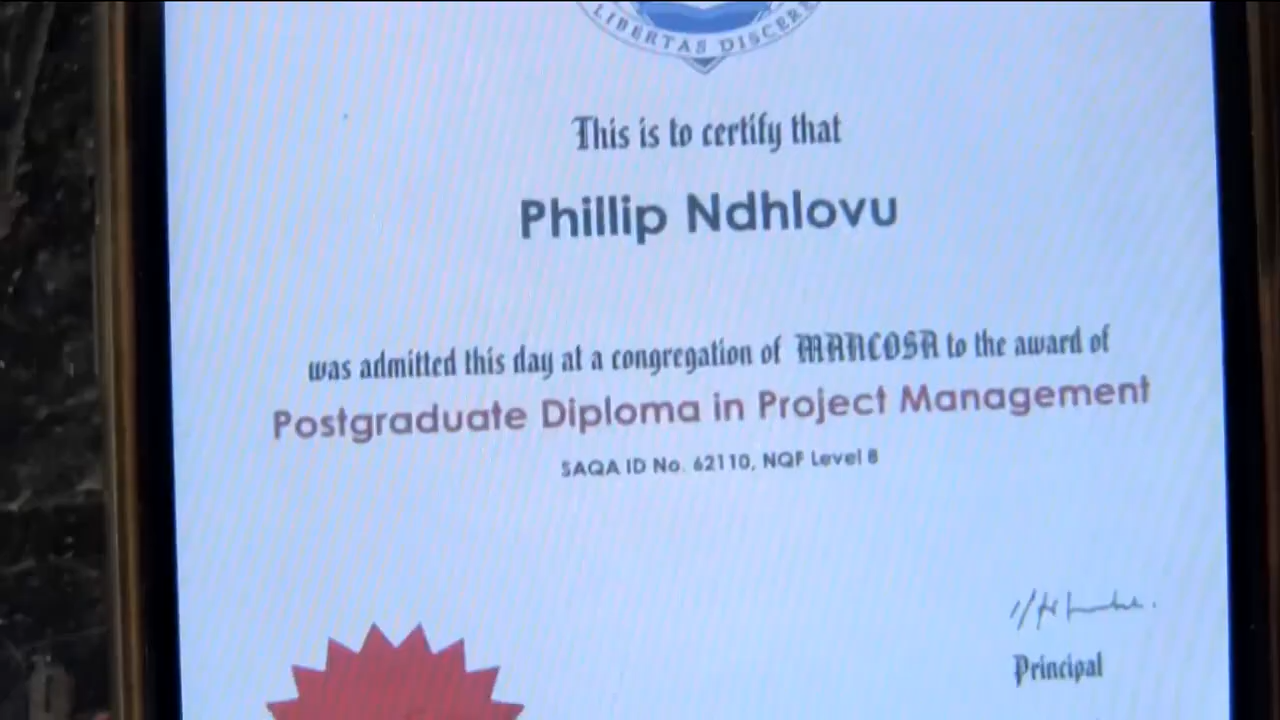 LIBERTAS DISCERE
This is to certify that
Phillip Ndhlovu
was admitted this day at a congregation of MANCOSA to the award of
Postgraduate Diploma in Project Management
SAQA ID No. 62110, NQF Level 8
Principal